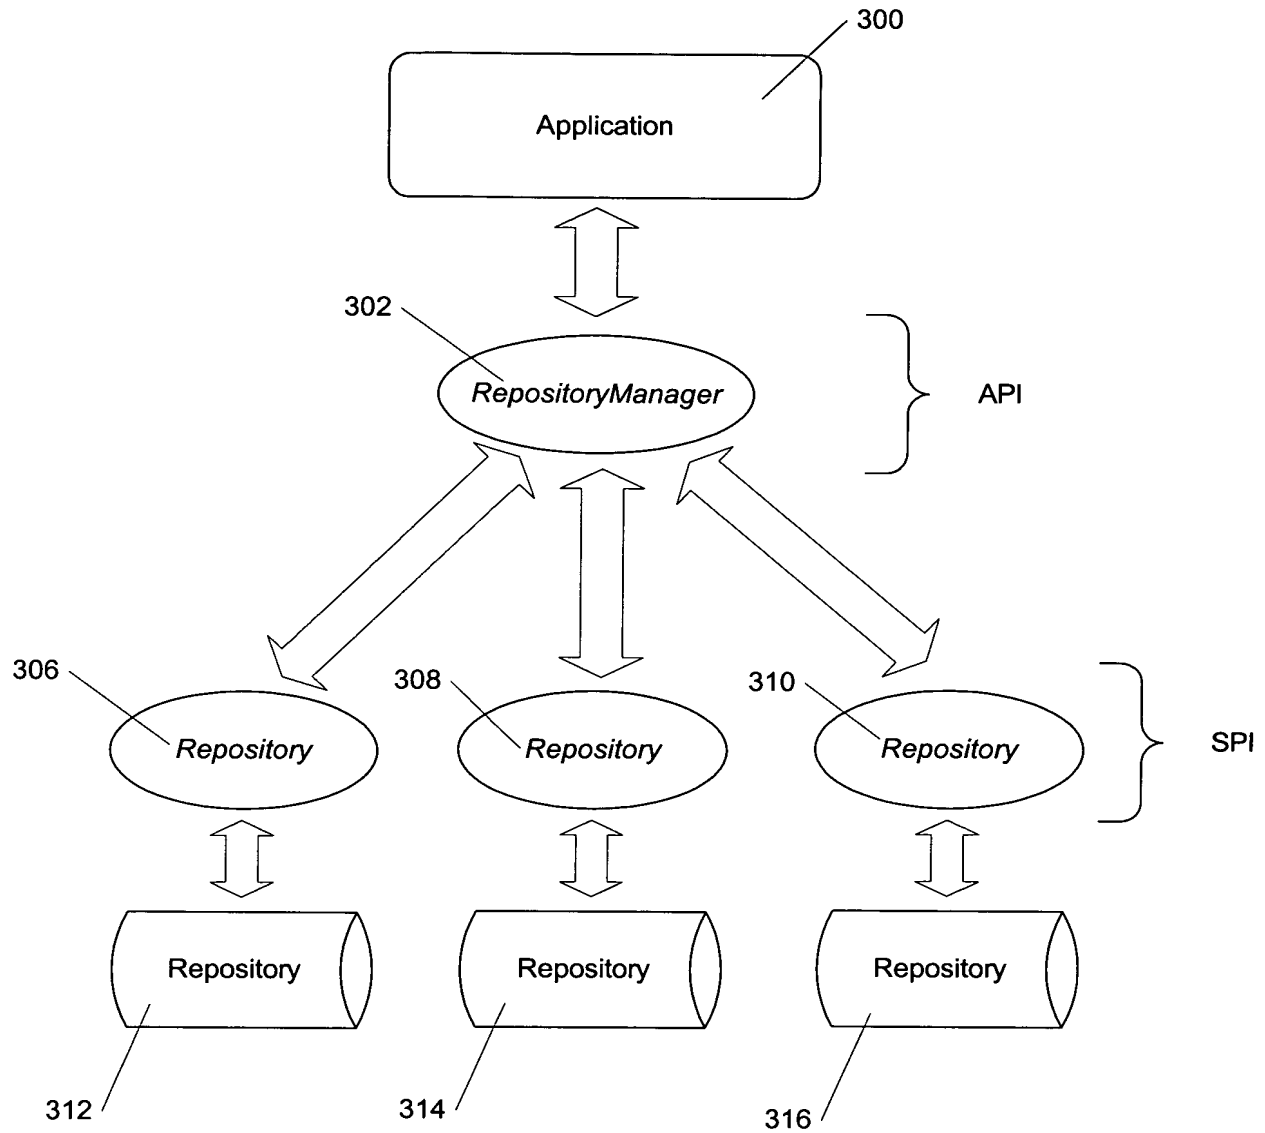 300
Application
302
RepositoryManager
API
306
308
310
Repository
Repository
Repository
SPI
Repository
Repository
Repository
312
314
316